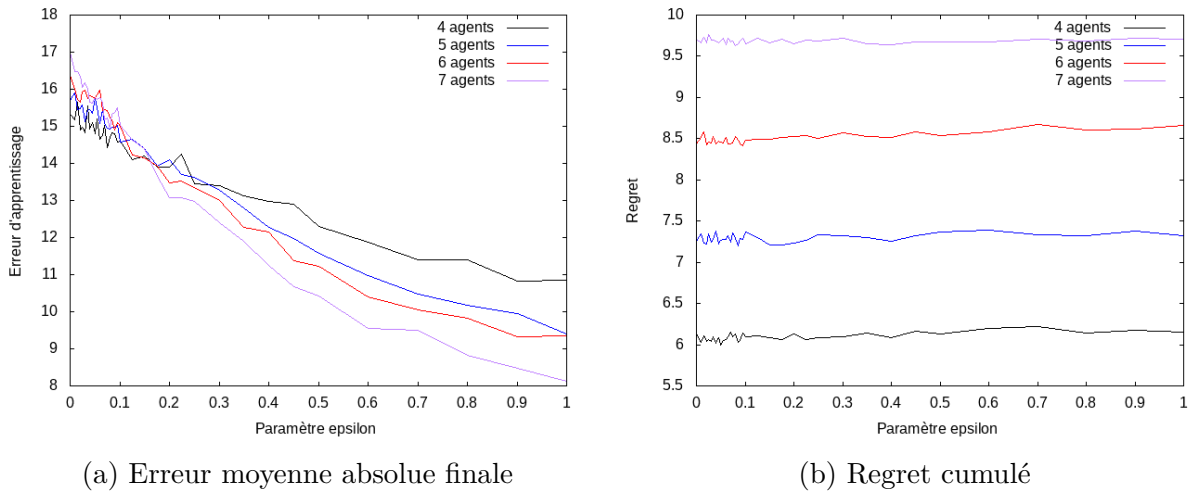 18
17
16
15
14
13
12
11
10
9
8
Erreur d'apprentissage
4 agents
5 agents
6 agents
7 agents
0 0.1 0.2 0.3 0.4 0.5 0.6 0.7 0.8 0.9 1
Paramètre epsilon
(a) Erreur moyenne absolue finale
10
9.5
9
8.5
8
7.5
7
6.5
6
5.5
Regret
4 agents
5 agents
6 agents
7 agents
0 0.1 0.2 0.3 0.4 0.5 0.6 0.7 0.8 0.9 1
Paramètre epsilon
(b) Regret cumulé